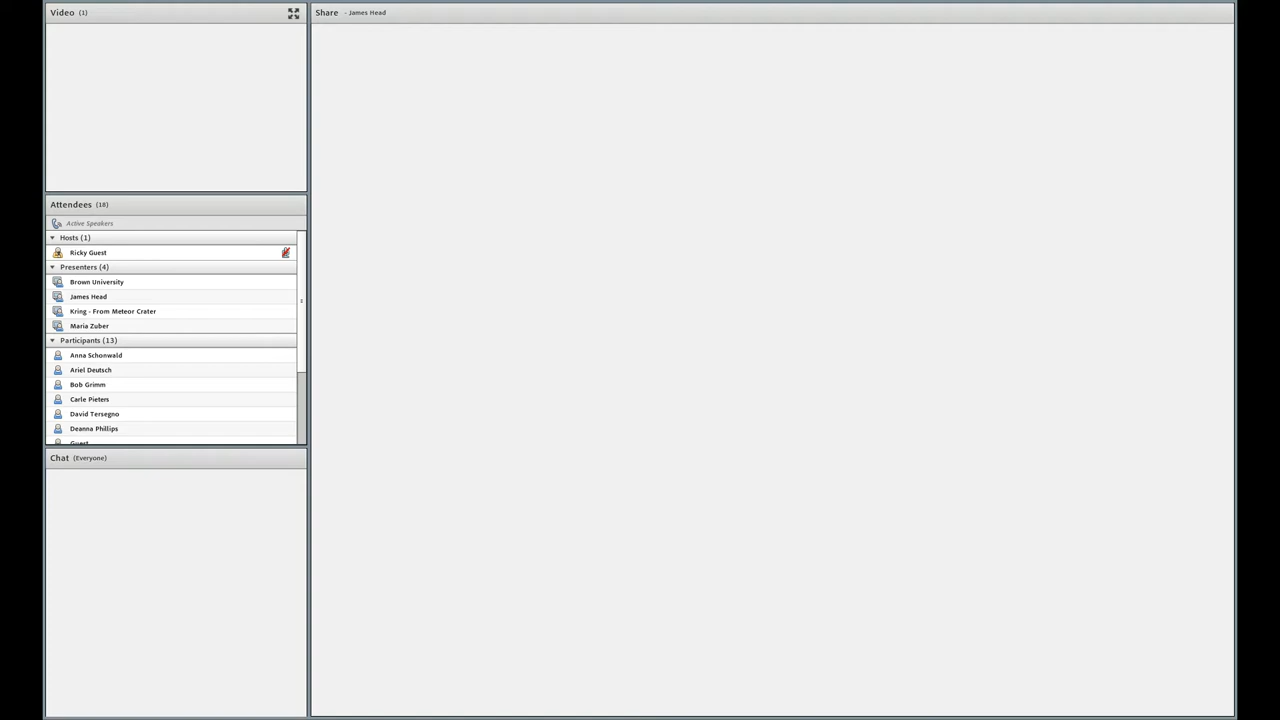 Video (1)
Share - James Head
Attendees (18)
Active Speakers
Hosts (1)
Ricky Guest
Presenters (4)
Brown University
James Head
Kring - From Meteor Crater
Maria Zuber
Participants (13)
Anna Schonwald
Ariel Deutsch
Bob Grimm
Carle Pieters
David Tersegno
Deanna Phillips
Guest
Chat (Everyone)